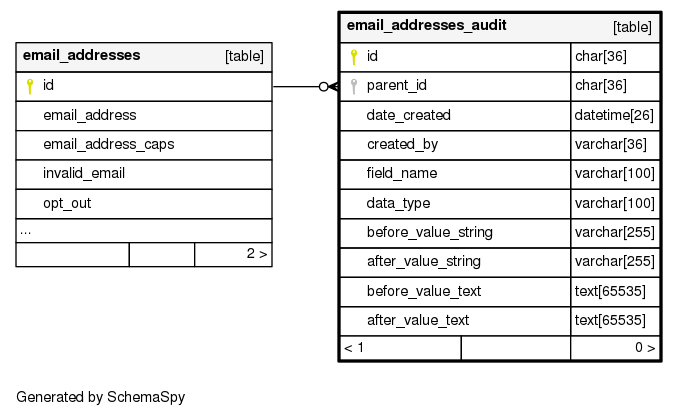 email_addresses [table]
id
email_address
email_address_caps
invalid_email
opt_out
...
2 >
email_addresses_audit [table]
id char[36]
parent_id char[36]
date_created datetime[26]
created_by varchar[36]
field_name varchar[100]
data_type varchar[100]
before_value_string varchar[255]
after_value_string varchar[255]
before_value_text text[65535]
after_value_text text[65535]
< 1 0 >
Generated by SchemaSpy